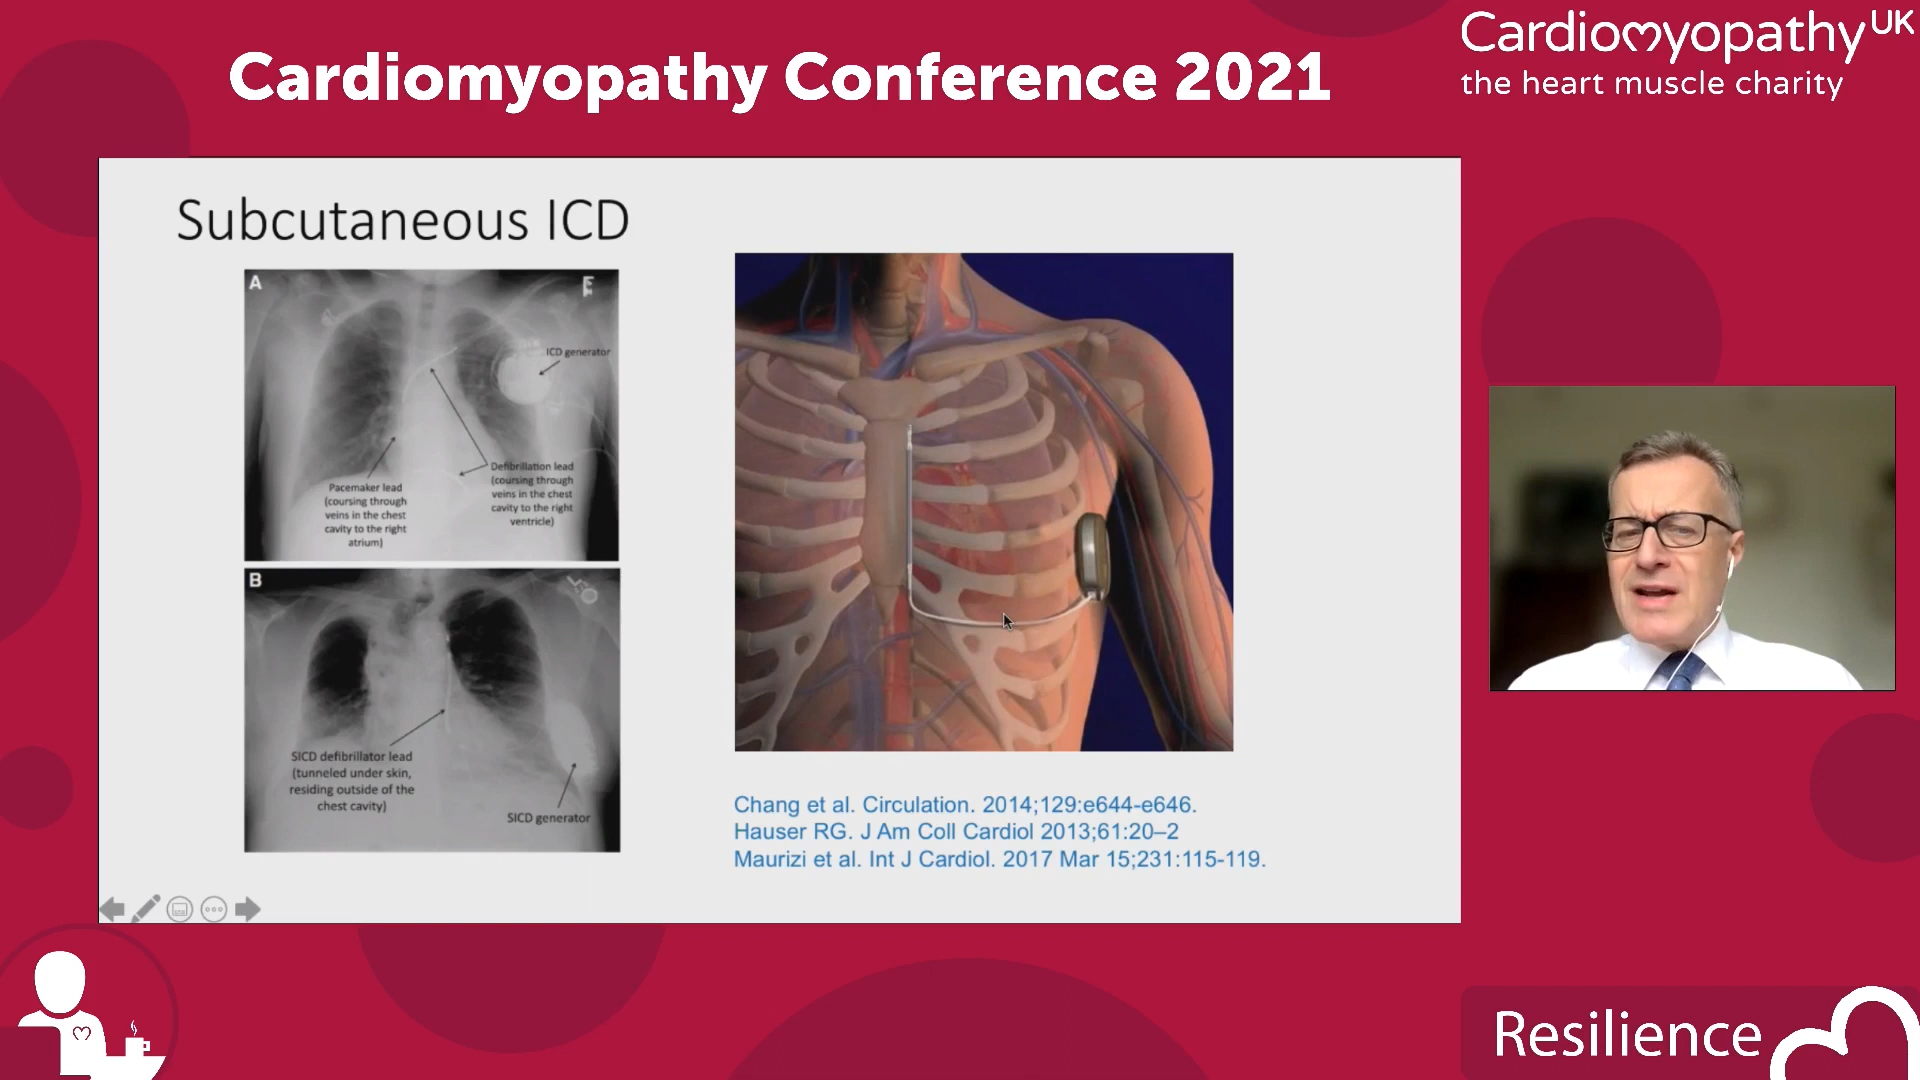 Cardiomyopathy Conference 2021
Cardiomyopathy UK
the heart muscle charity
Subcutaneous ICD
A
E
ICD generator
Pacemaker lead
(coursing through
veins in the chest
cavity to the right
atrium)
Defibrillation lead
(coursing through
veins in the chest
cavity to the right
ventricle)
B
SICD defibrillator lead
(tunneled under skin,
residing outside of the
chest cavity)
SICD generator
Chang et al. Circulation. 2014;129:e644-e646.
Hauser RG. J Am Coll Cardiol 2013;61:20–2
Maurizi et al. Int J Cardiol. 2017 Mar 15;231:115-119.
Resilience